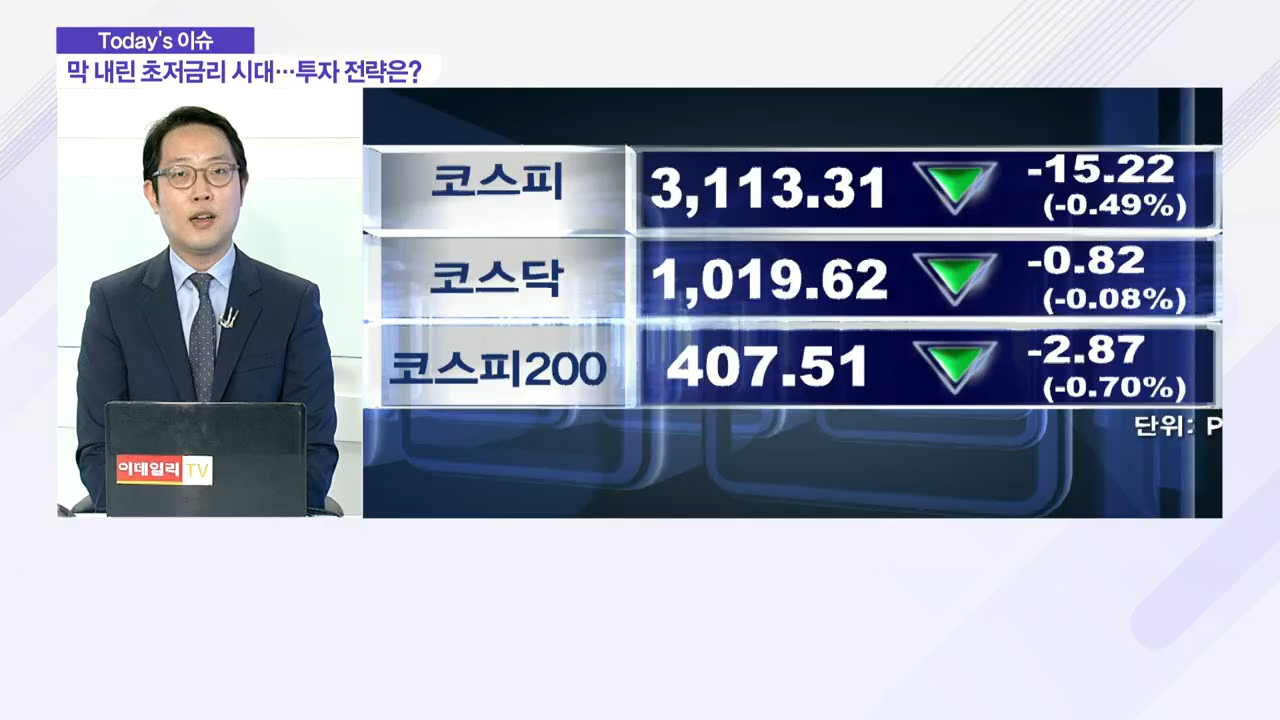 Today's 이슈
막 내린 초저금리 시대…투자 전략은?
코스피 3,113.31 ▼ -15.22 (-0.49%)
코스닥 1,019.62 ▼ -0.82 (-0.08%)
코스피200 407.51 ▼ -2.87 (-0.70%)
단위: P
이데일리 TV